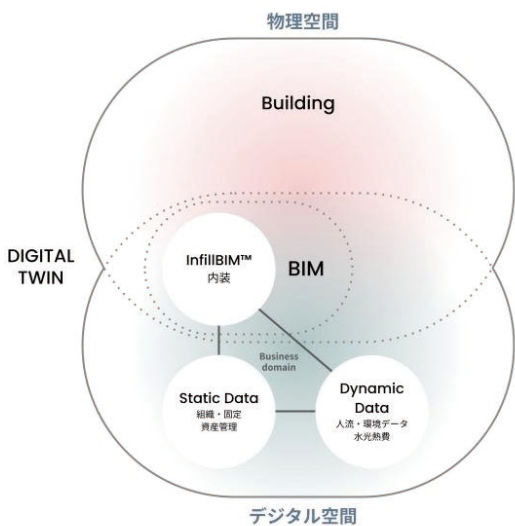 物理空間
Building
DIGITAL
TWIN
InfillBIM™
内装
BIM
Business
domain
Static Data
組織・固定
資産管理
Dynamic
Data
人流・環境データ
水光熱費
デジタル空間